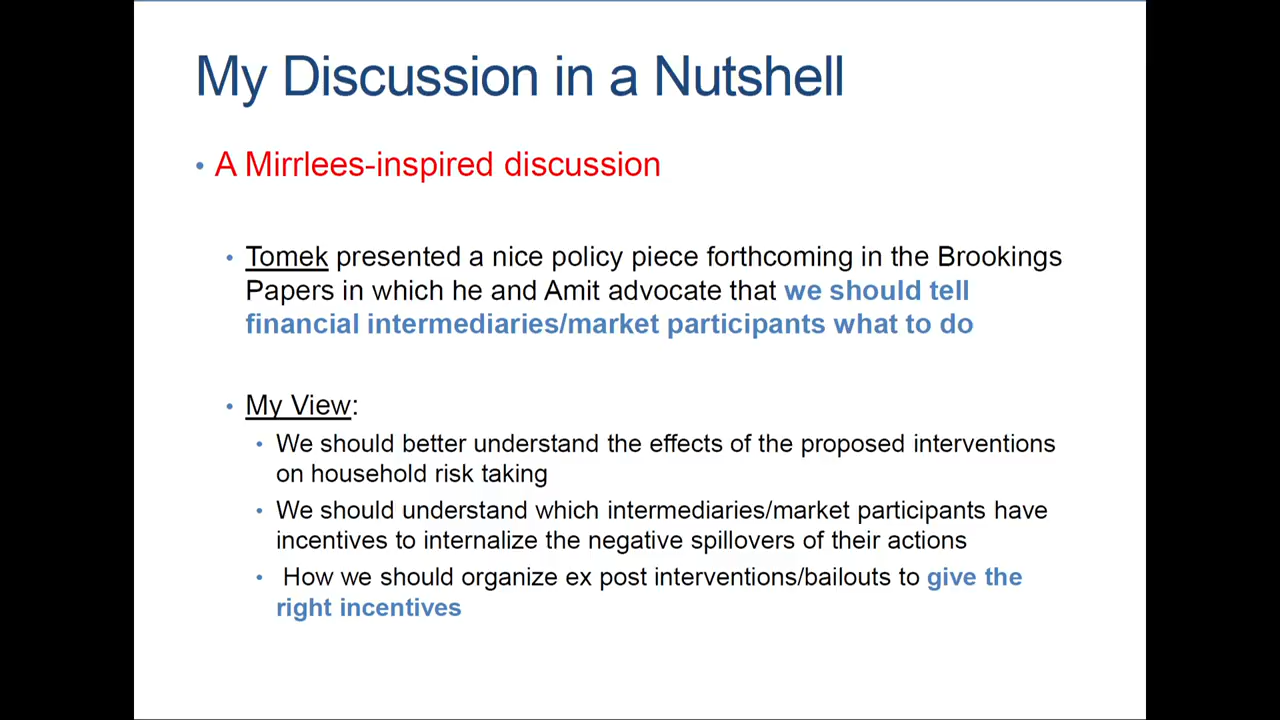 My Discussion in a Nutshell
• A Mirrlees-inspired discussion
• Tomek presented a nice policy piece forthcoming in the Brookings
Papers in which he and Amit advocate that we should tell
financial intermediaries/market participants what to do
• My View:
• We should better understand the effects of the proposed interventions
on household risk taking
• We should understand which intermediaries/market participants have
incentives to internalize the negative spillovers of their actions
• How we should organize ex post interventions/bailouts to give the
right incentives